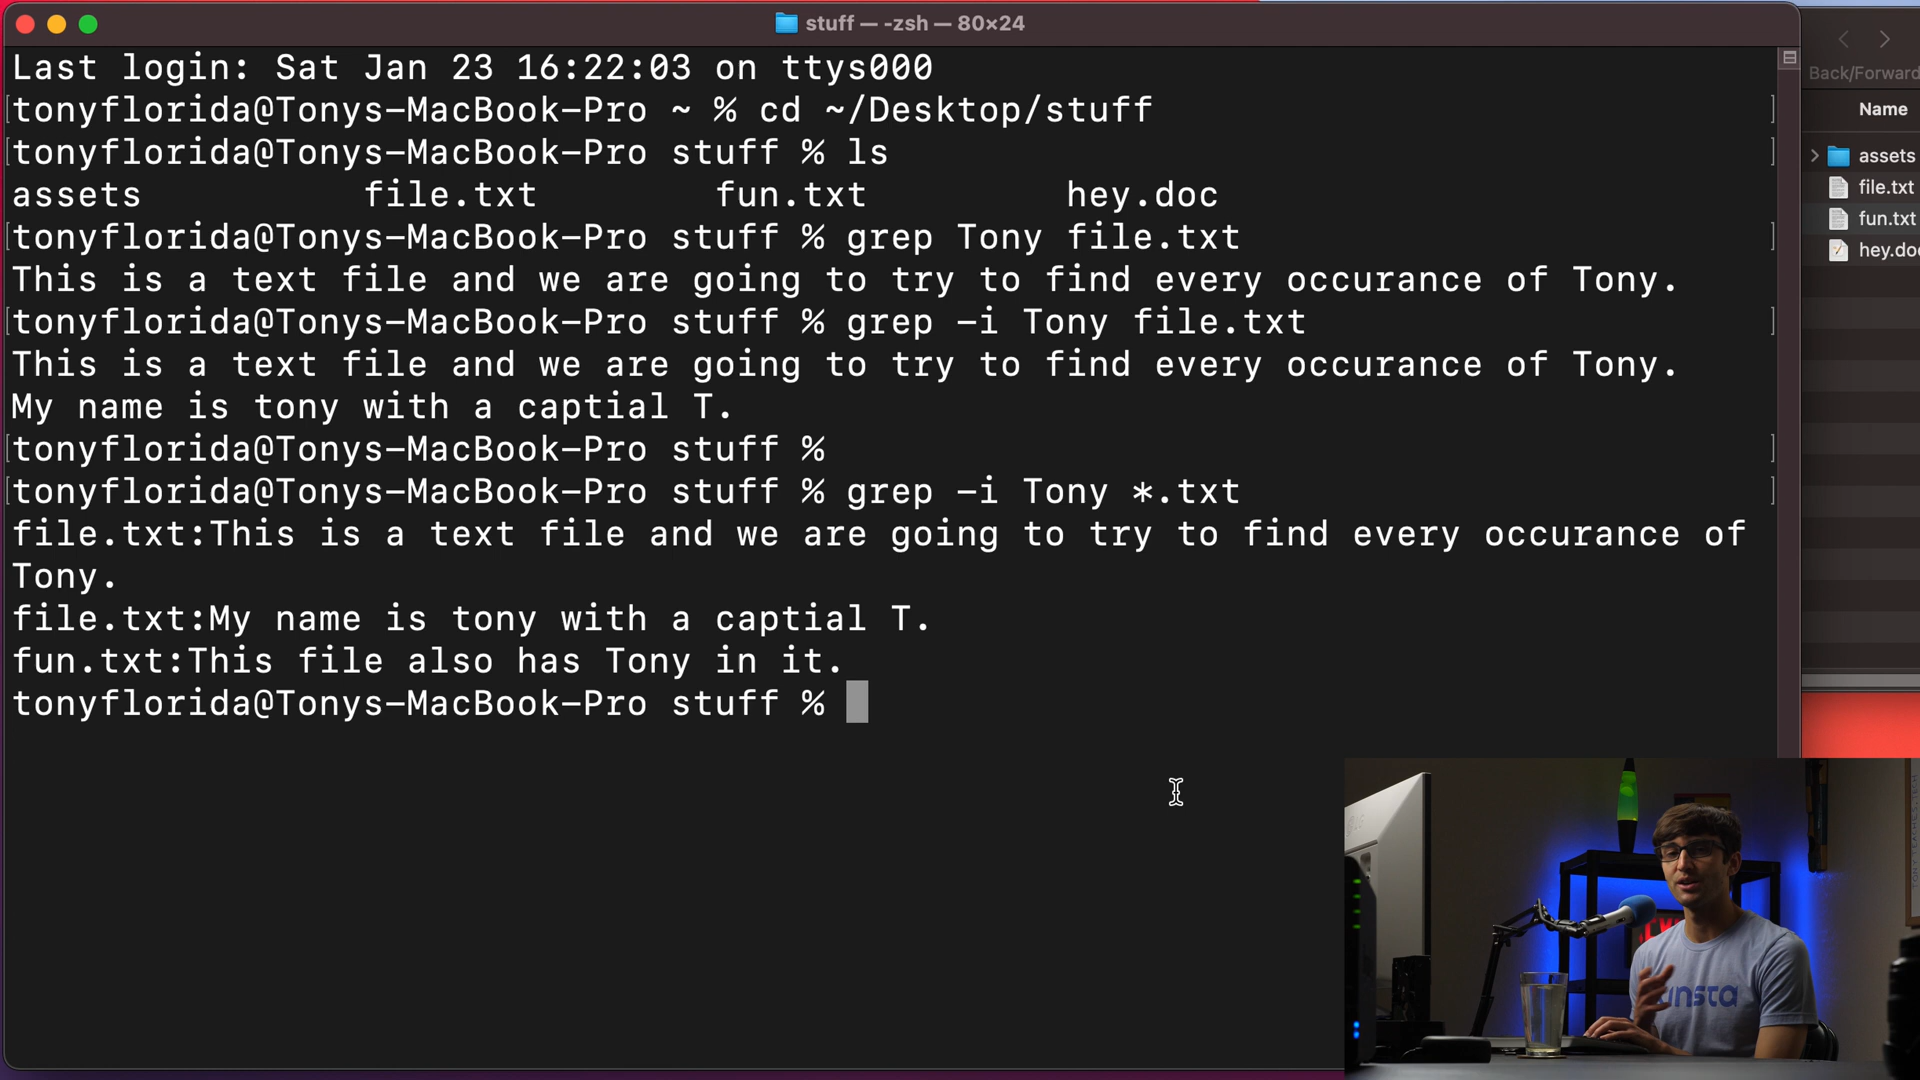 stuff — -zsh — 80×24
Last login: Sat Jan 23 16:22:03 on ttys000
tonyflorida@Tonys-MacBook-Pro ~ % cd ~/Desktop/stuff
tonyflorida@Tonys-MacBook-Pro stuff % ls
assets file.txt fun.txt hey.doc
tonyflorida@Tonys-MacBook-Pro stuff % grep Tony file.txt
This is a text file and we are going to try to find every occurance of Tony.
tonyflorida@Tonys-MacBook-Pro stuff % grep -i Tony file.txt
This is a text file and we are going to try to find every occurance of Tony.
My name is tony with a captial T.
tonyflorida@Tonys-MacBook-Pro stuff %
tonyflorida@Tonys-MacBook-Pro stuff % grep -i Tony *.txt
file.txt:This is a text file and we are going to try to find every occurance of
Tony.
file.txt:My name is tony with a captial T.
fun.txt:This file also has Tony in it.
tonyflorida@Tonys-MacBook-Pro stuff %
Back/Forward
Name
assets
file.txt
fun.txt
hey.doc